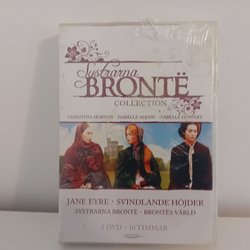 Systrarna
BRONTË
COLLECTION
SAMANTHA MORTON ISABELLE ADJANI ISABELLE HUPPERT
JANE EYRE · SVINDLANDE HÖJDER
SYSTRARNA BRONTË · BRONTËS VÄRLD
5 DVD – 10 TIMMAR